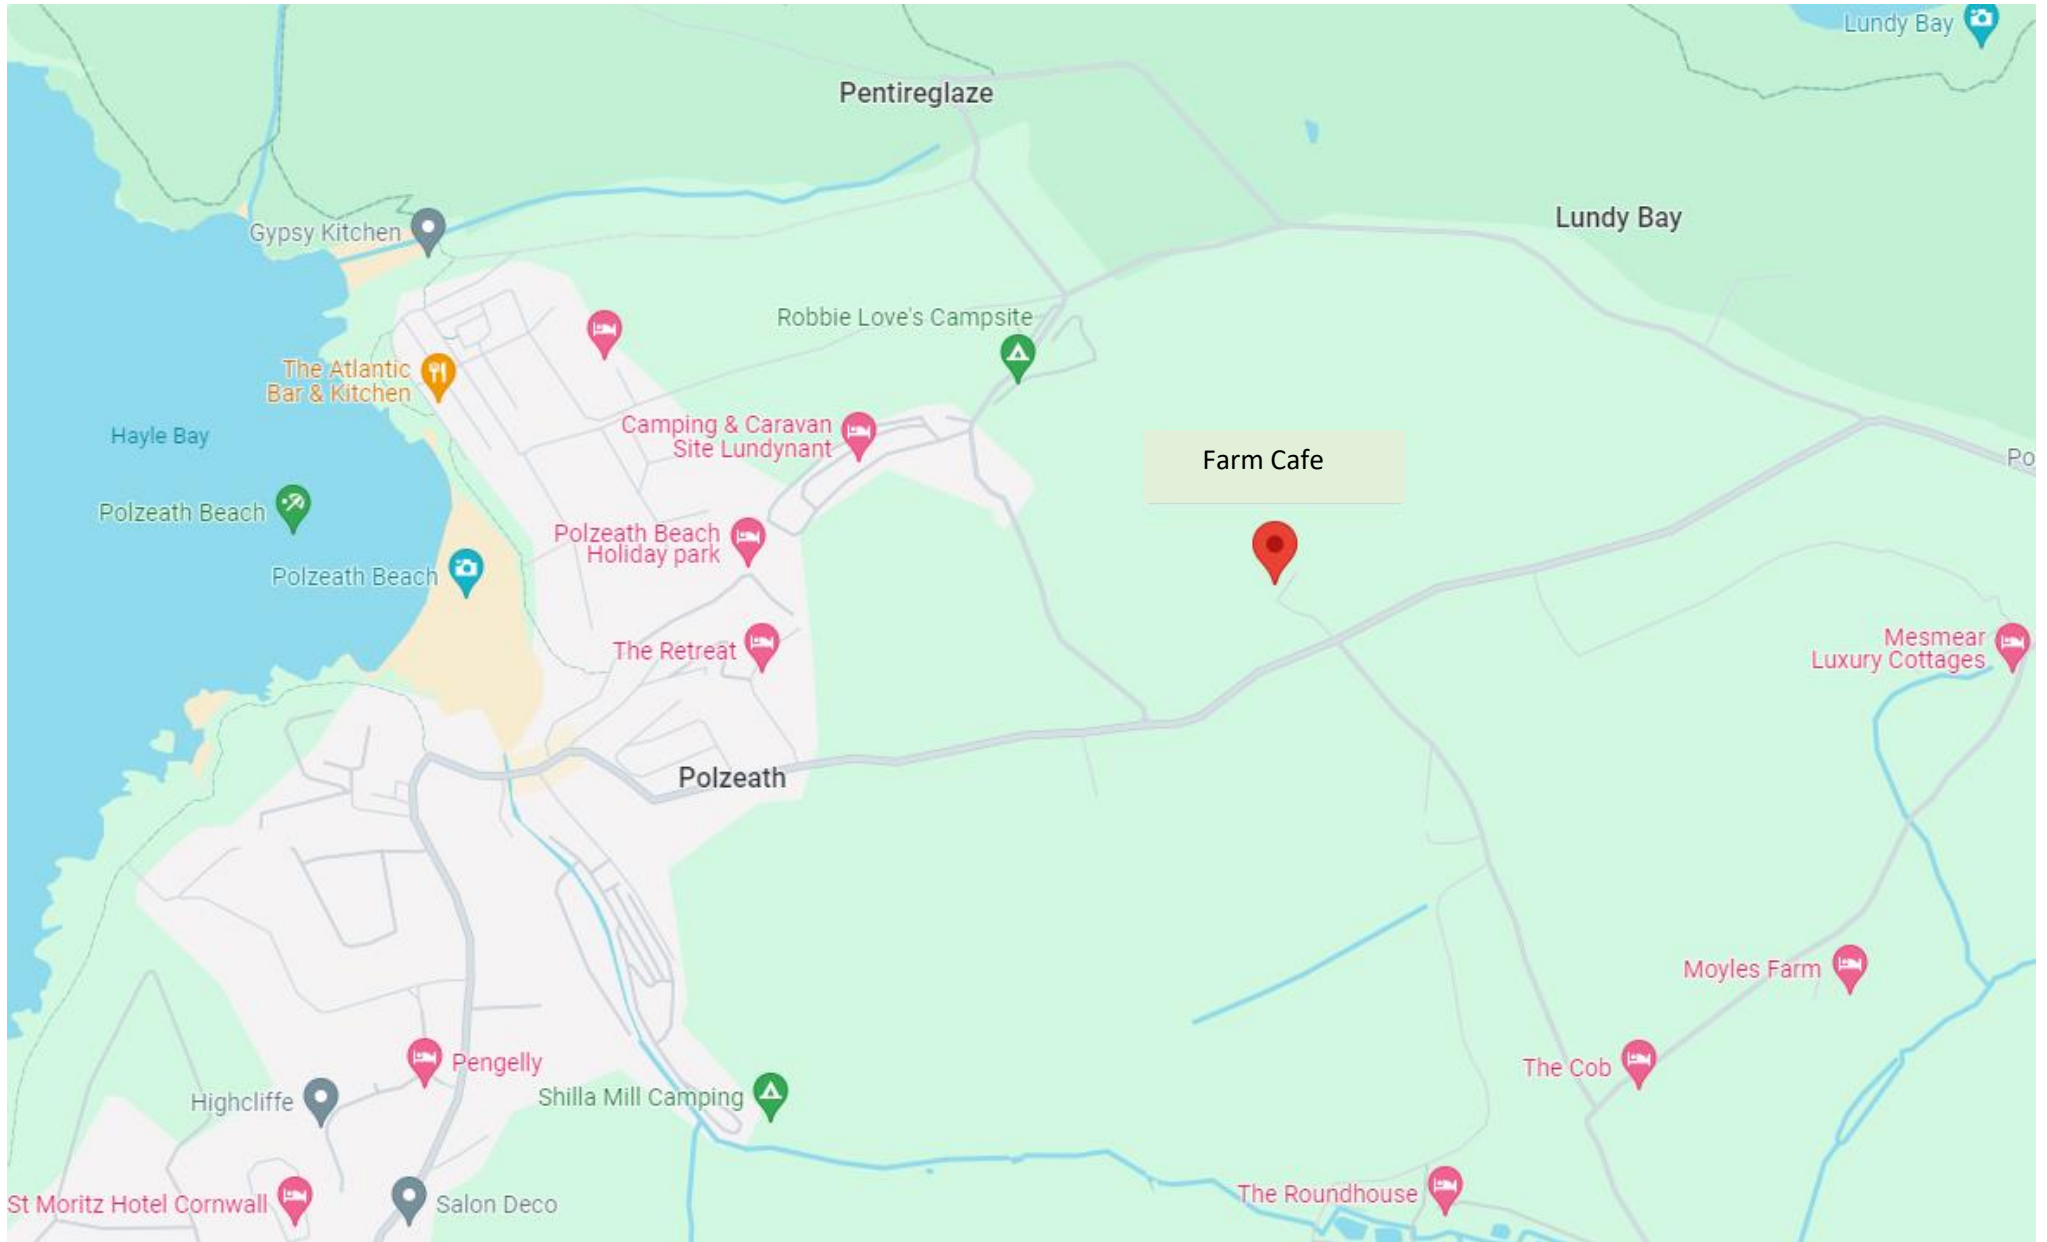 Lundy Bay
Pentireglaze
Lundy Bay
Gypsy Kitchen
Robbie Love's Campsite
The Atlantic
Bar & Kitchen
Camping & Caravan
Site Lundynant
Hayle Bay
Farm Cafe
Po
Polzeath Beach
Polzeath Beach
Holiday park
Polzeath Beach
The Retreat
Mesmear
Luxury Cottages
Polzeath
Moyles Farm
The Cob
Pengelly
Highcliffe
Shilla Mill Camping
The Roundhouse
St Moritz Hotel Cornwall
Salon Deco